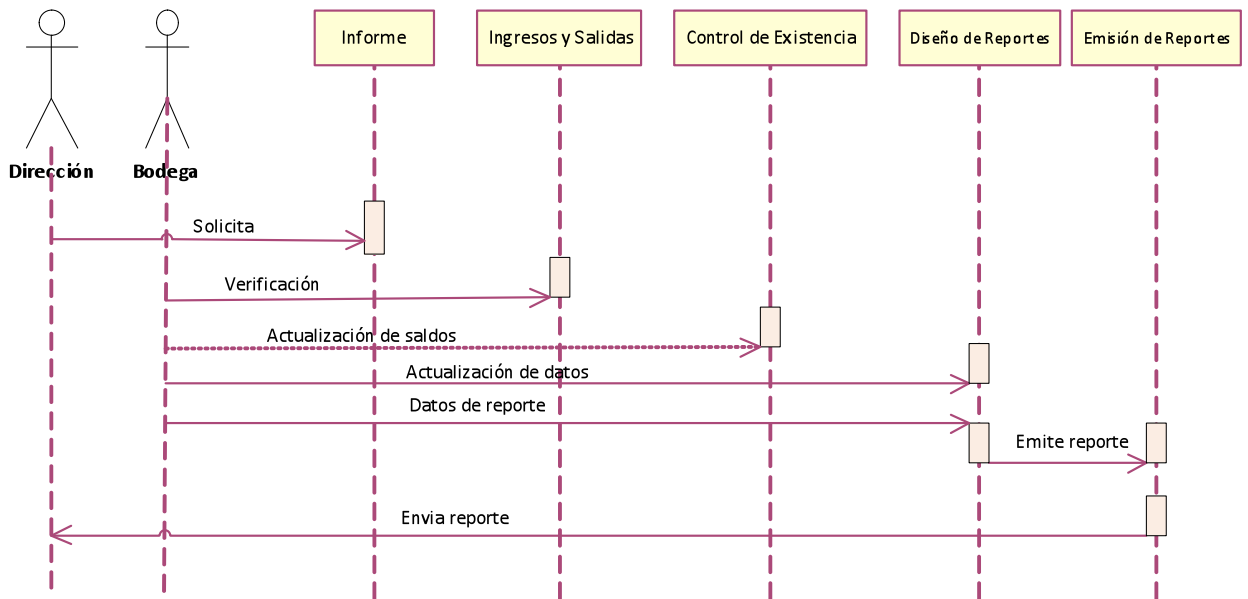 Informe
Ingresos y Salidas
Control de Existencia
Diseño de Reportes
Emisión de Reportes
Dirección
Bodega
Solicita
Verificación
Actualización de saldos
Actualización de datos
Datos de reporte
Emite reporte
Envia reporte